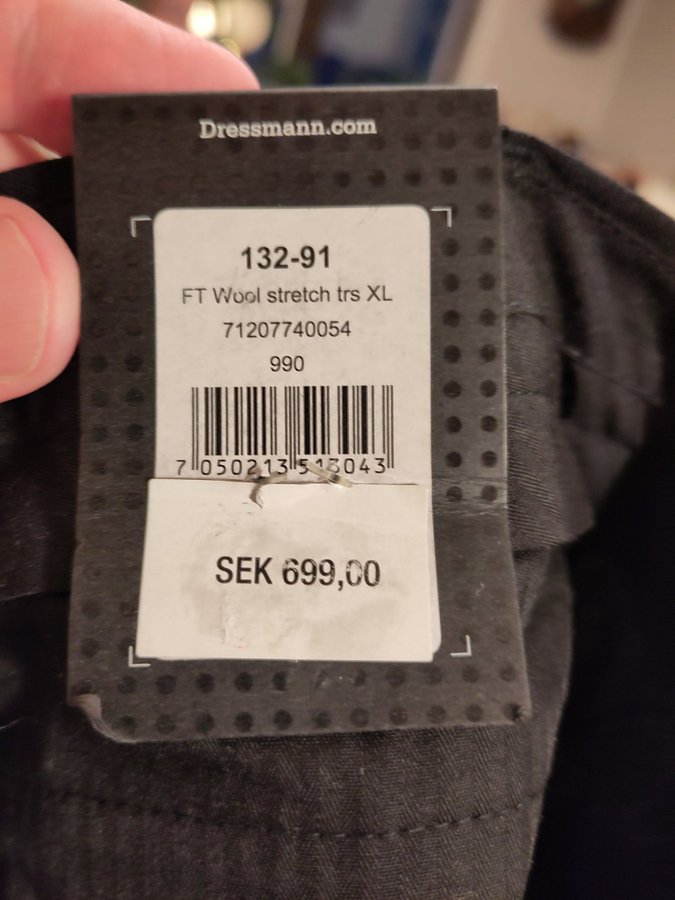 Dressmann.com
132-91
FT Wool stretch trs XL
71207740054
990
7 050213 513043
SEK 699,00